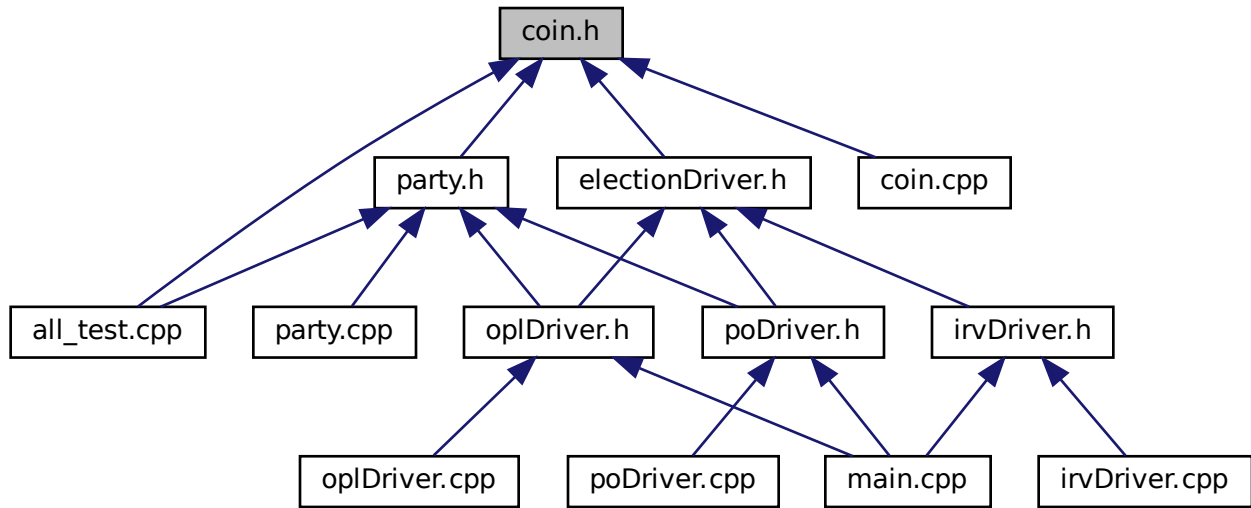 coin.h
party.h
electionDriver.h
coin.cpp
all_test.cpp
party.cpp
oplDriver.h
poDriver.h
irvDriver.h
oplDriver.cpp
poDriver.cpp
main.cpp
irvDriver.cpp